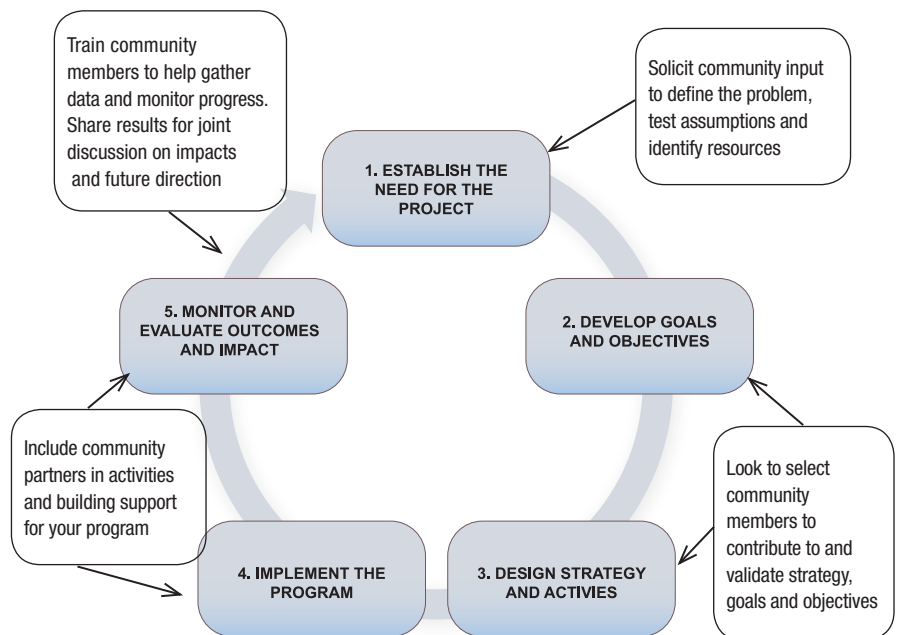 Train community
members to help gather
data and monitor progress.
Share results for joint
discussion on impacts
and future direction
Solicit community input
to define the problem,
test assumptions and
identify resources
1. ESTABLISH THE
NEED FOR THE
PROJECT
5. MONITOR AND
EVALUATE OUTCOMES
AND IMPACT
2. DEVELOP GOALS
AND OBJECTIVES
Include community
partners in activities
and building support
for your program
Look to select
community
members to
contribute to and
validate strategy,
goals and objectives
4. IMPLEMENT THE
PROGRAM
3. DESIGN STRATEGY
AND ACTIVIES